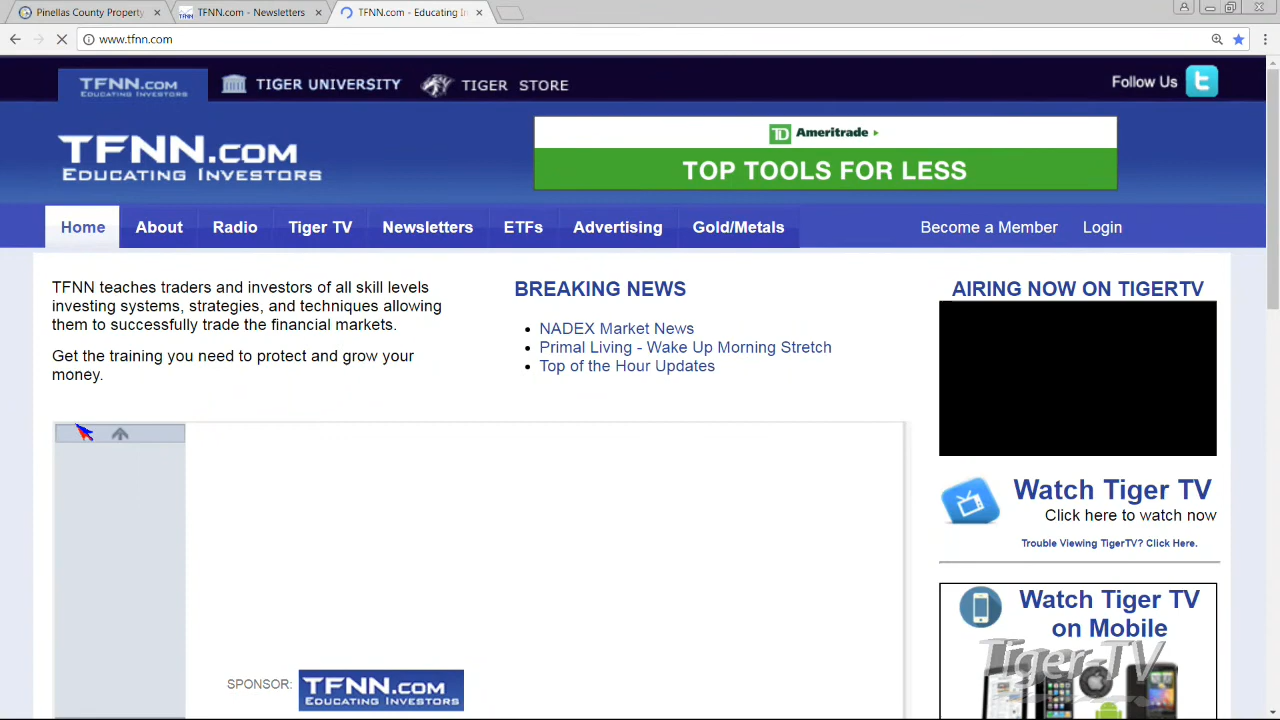 Pinellas County Property
TFNN.com - Newsletters
TFNN.com - Educating In
www.tfnn.com
TFNN.com
EDUCATING INVESTORS
TIGER UNIVERSITY
TIGER STORE
Follow Us
TFNN.COM
EDUCATING INVESTORS
TD Ameritrade
TOP TOOLS FOR LESS
Home About Radio Tiger TV Newsletters ETFs Advertising Gold/Metals Become a Member Login
TFNN teaches traders and investors of all skill levels
investing systems, strategies, and techniques allowing
them to successfully trade the financial markets.
Get the training you need to protect and grow your
money.
BREAKING NEWS
NADEX Market News
Primal Living - Wake Up Morning Stretch
Top of the Hour Updates
AIRING NOW ON TIGERTV
Watch Tiger TV
Click here to watch now
Trouble Viewing TigerTV? Click Here.
Watch Tiger TV
on Mobile
Tiger TV
SPONSOR:
TFNN.COM
EDUCATING INVESTORS